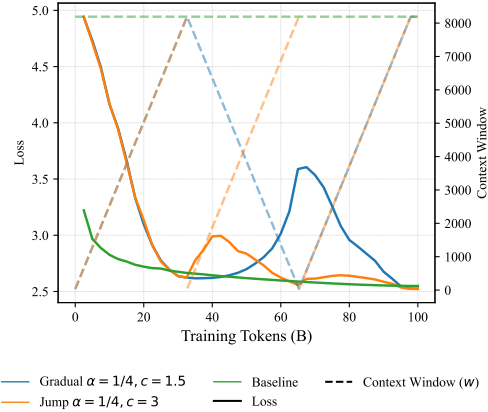 5.0
4.5
4.0
3.5
3.0
2.5
Loss
8000
7000
6000
5000
4000
3000
2000
1000
0
Context Window
0 20 40 60 80 100
Training Tokens (B)
Gradual α = 1/4, c = 1.5 Baseline Context Window (w)
Jump α = 1/4, c = 3 Loss